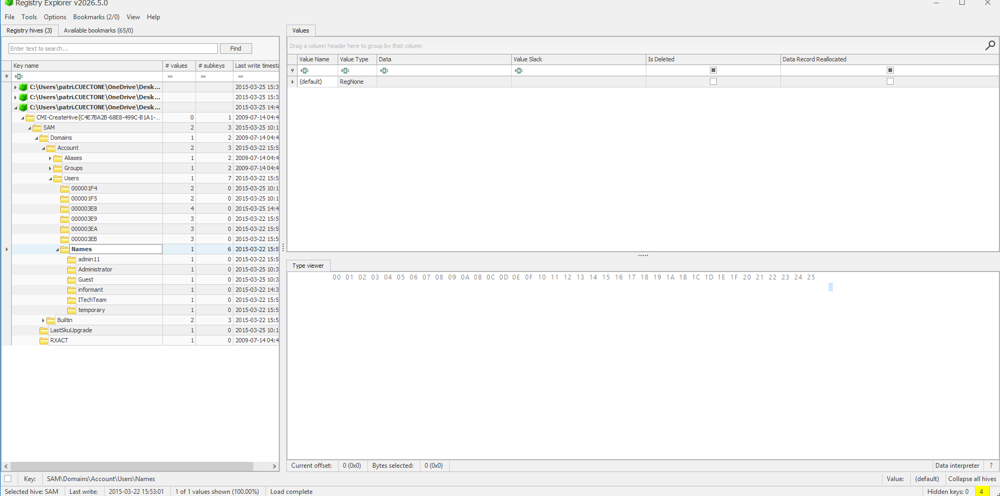 Registry Explorer v2026.5.0
File Tools Options Bookmarks (2/0) View Help
Registry hives (3) Available bookmarks (65/0)
Enter text to search... Find
Key name # values # subkeys Last write timesta
= = =
C:\Users\patri.CUECTONE\OneDrive\Desk... 2015-03-25 15:3
C:\Users\patri.CUECTONE\OneDrive\Desk... 2015-03-25 15:3
C:\Users\patri.CUECTONE\OneDrive\Desk... 2015-03-25 14:4
CMI-CreateHive{C4E7BA2B-68E8-499C-B1A1-... 0 1 2009-07-14 04:4
SAM 2 3 2015-03-25 10:1
Domains 1 2 2009-07-14 04:4
Account 2 3 2015-03-22 15:5
Aliases 1 2 2009-07-14 04:4
Groups 1 2 2009-07-14 04:4
Users 1 7 2015-03-22 15:5
000001F4 2 0 2015-03-25 10:1
000001F5 2 0 2015-03-25 10:1
000003E8 4 0 2015-03-25 14:4
000003E9 3 0 2015-03-22 15:5
000003EA 3 0 2015-03-22 15:5
000003EB 3 0 2015-03-22 15:5
Names 1 6 2015-03-22 15:5
admin11 1 0 2015-03-22 15:5
Administrator 1 0 2015-03-25 10:3
Guest 1 0 2015-03-25 10:3
informant 1 0 2015-03-22 14:3
ITechTeam 1 0 2015-03-22 15:5
temporary 1 0 2015-03-22 15:5
Builtin 2 3 2015-03-22 15:5
LastSkuUpgrade 1 0 2015-03-25 10:1
RXACT 1 0 2009-07-14 04:4
Values
Drag a column header here to group by that column
Value Name Value Type Data Value Slack Is Deleted Data Record Reallocated
(default) RegNone
Type viewer
00 01 02 03 04 05 06 07 08 09 0A 0B 0C 0D 0E 0F 10 11 12 13 14 15 16 17 18 19 1A 1B 1C 1D 1E 1F 20 21 22 23 24 25
Current offset: 0 (0x0) Bytes selected: 0 (0x0) Data interpreter ?
Key: SAM\Domains\Account\Users\Names Value: (default) Collapse all hives
Selected hive: SAM Last write: 2015-03-22 15:53:01 1 of 1 values shown (100.00%) Load complete Hidden keys: 0 4